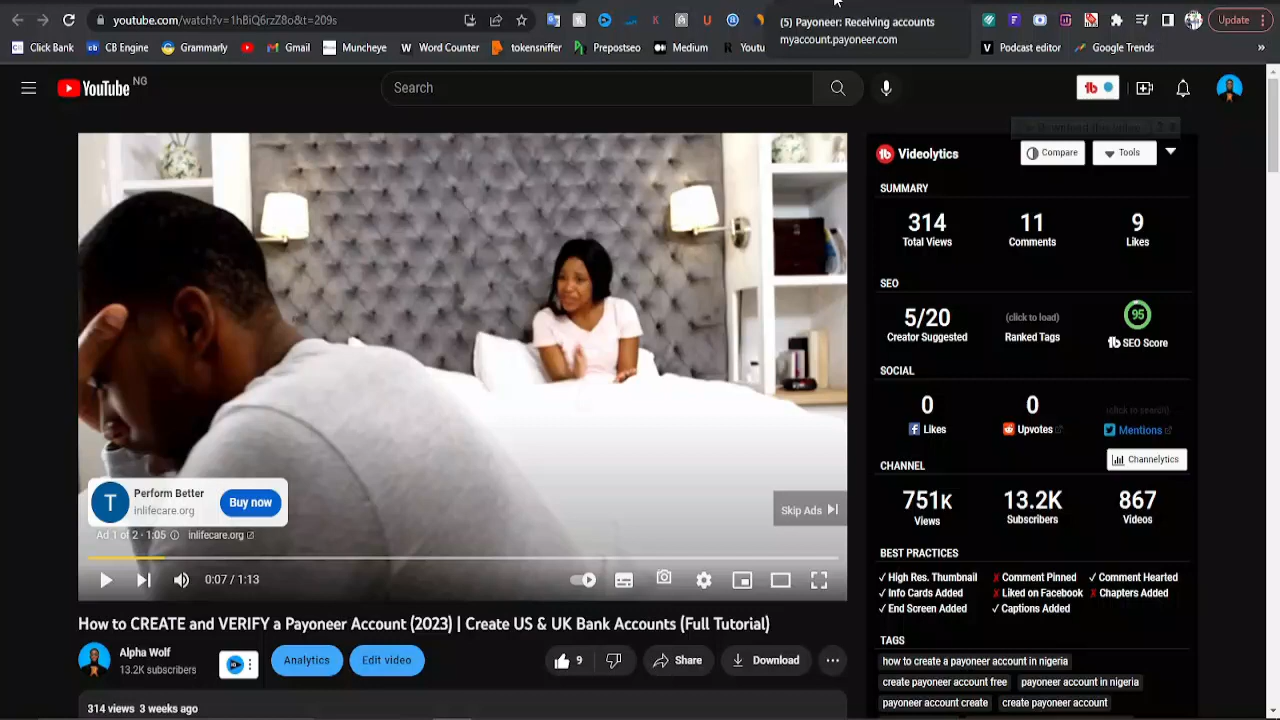 youtube.com/watch?v=1hBiQ6rzZ8o&t=209s
(5) Payoneer: Receiving accounts
myaccount.payoneer.com
Update
Click Bank
CB Engine
Grammarly
Gmail
Muncheye
Word Counter
tokensniffer
Prepostseo
Medium
Youtu
Podcast editor
Google Trends
»
YouTube NG
Search
Videolytics
Compare
Tools
SUMMARY
314 11 9
Total Views Comments Likes
SEO
5/20 (click to load) 95
Creator Suggested Ranked Tags tb SEO Score
SOCIAL
0 0 (click to search)
Likes Upvotes Mentions
CHANNEL Channelytics
751K 13.2K 867
Views Subscribers Videos
BEST PRACTICES
✓ High Res. Thumbnail ✗ Comment Pinned ✓ Comment Hearted
✓ Info Cards Added ✗ Liked on Facebook ✗ Chapters Added
✓ End Screen Added ✓ Captions Added
TAGS
how to create a payoneer account in nigeria
create payoneer account free payoneer account in nigeria
payoneer account create create payoneer account
T
Perform Better
inlifecare.org
Buy now
Skip Ads
Ad 1 of 2 · 1:05 inlifecare.org
0:07 / 1:13
How to CREATE and VERIFY a Payoneer Account (2023) | Create US & UK Bank Accounts (Full Tutorial)
Alpha Wolf
13.2K subscribers
Analytics
Edit video
9
Share
Download
314 views 3 weeks ago